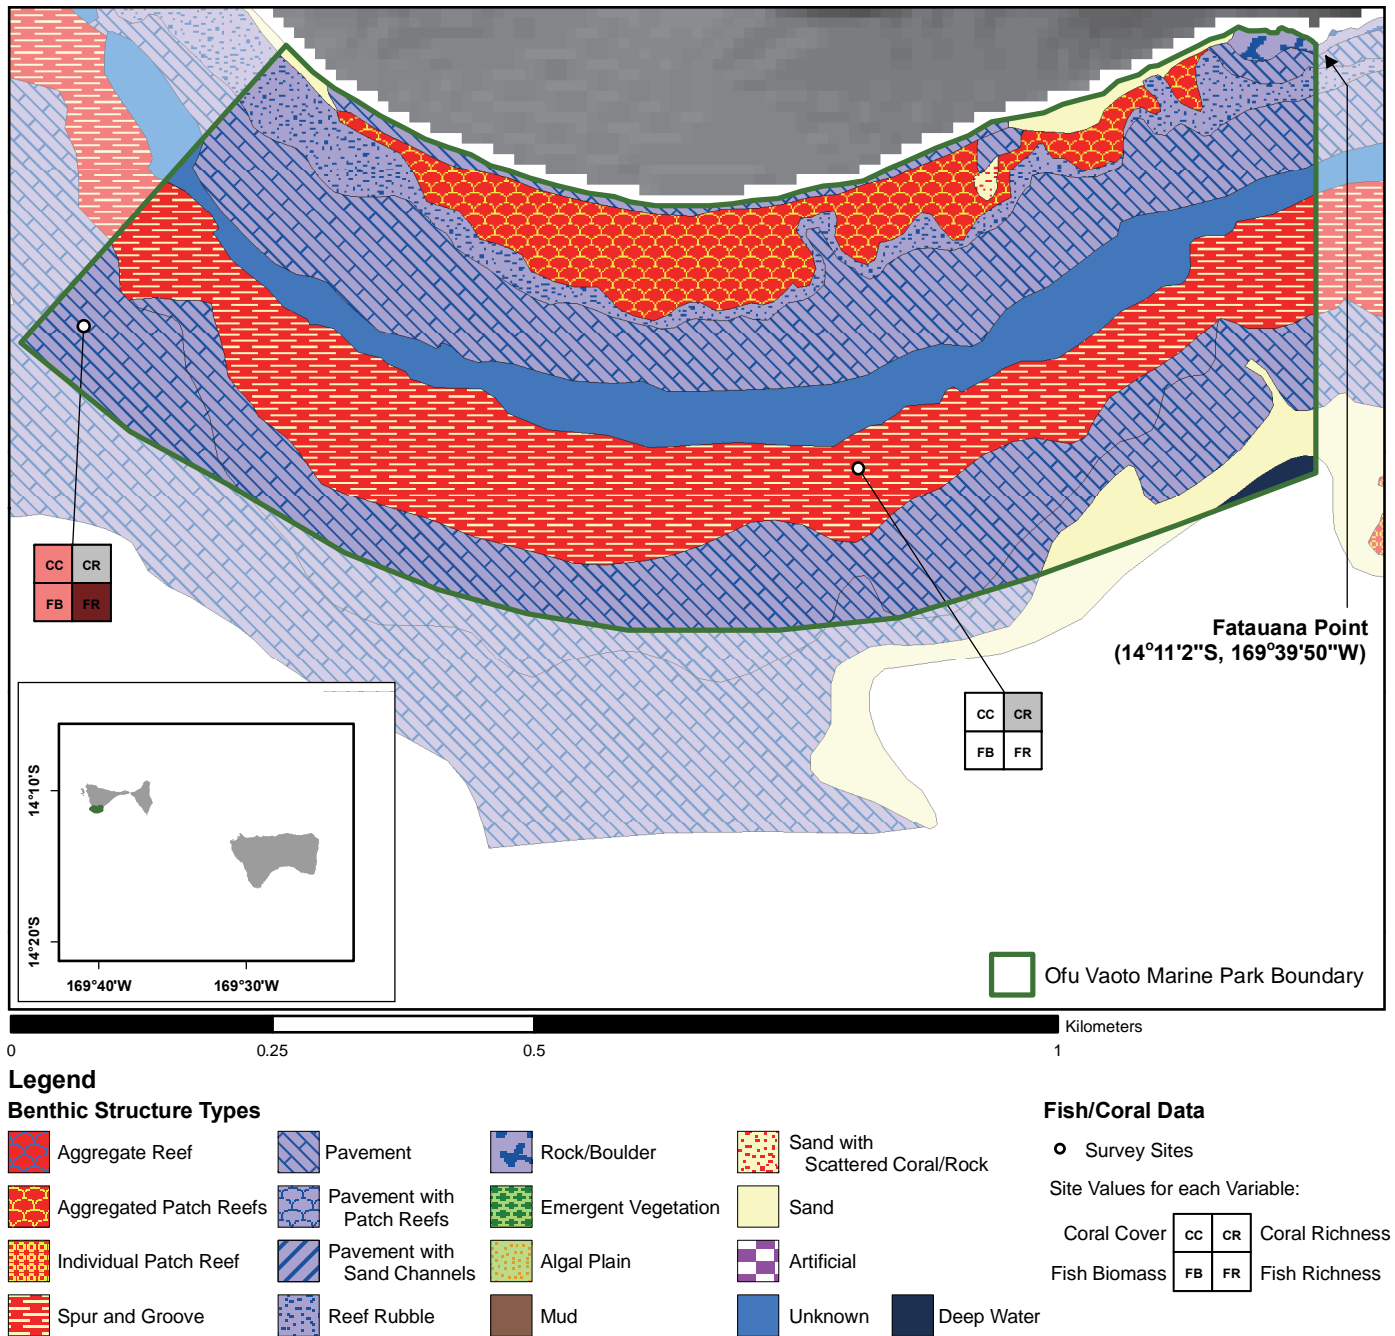 CC CR
FB FR
Fatauana Point
(14°11'2"S, 169°39'50"W)
CC CR
FB FR
14°10'S
14°20'S
169°40'W 169°30'W
Ofu Vaoto Marine Park Boundary
Kilometers
0 0.25 0.5 1
Legend
Benthic Structure Types
Aggregate Reef
Aggregated Patch Reefs
Individual Patch Reef
Spur and Groove
Pavement
Pavement with
Patch Reefs
Pavement with
Sand Channels
Reef Rubble
Rock/Boulder
Emergent Vegetation
Algal Plain
Mud
Sand with
Scattered Coral/Rock
Sand
Artificial
Unknown
Deep Water
Fish/Coral Data
Survey Sites
Site Values for each Variable:
Coral Cover CC CR Coral Richness
Fish Biomass FB FR Fish Richness